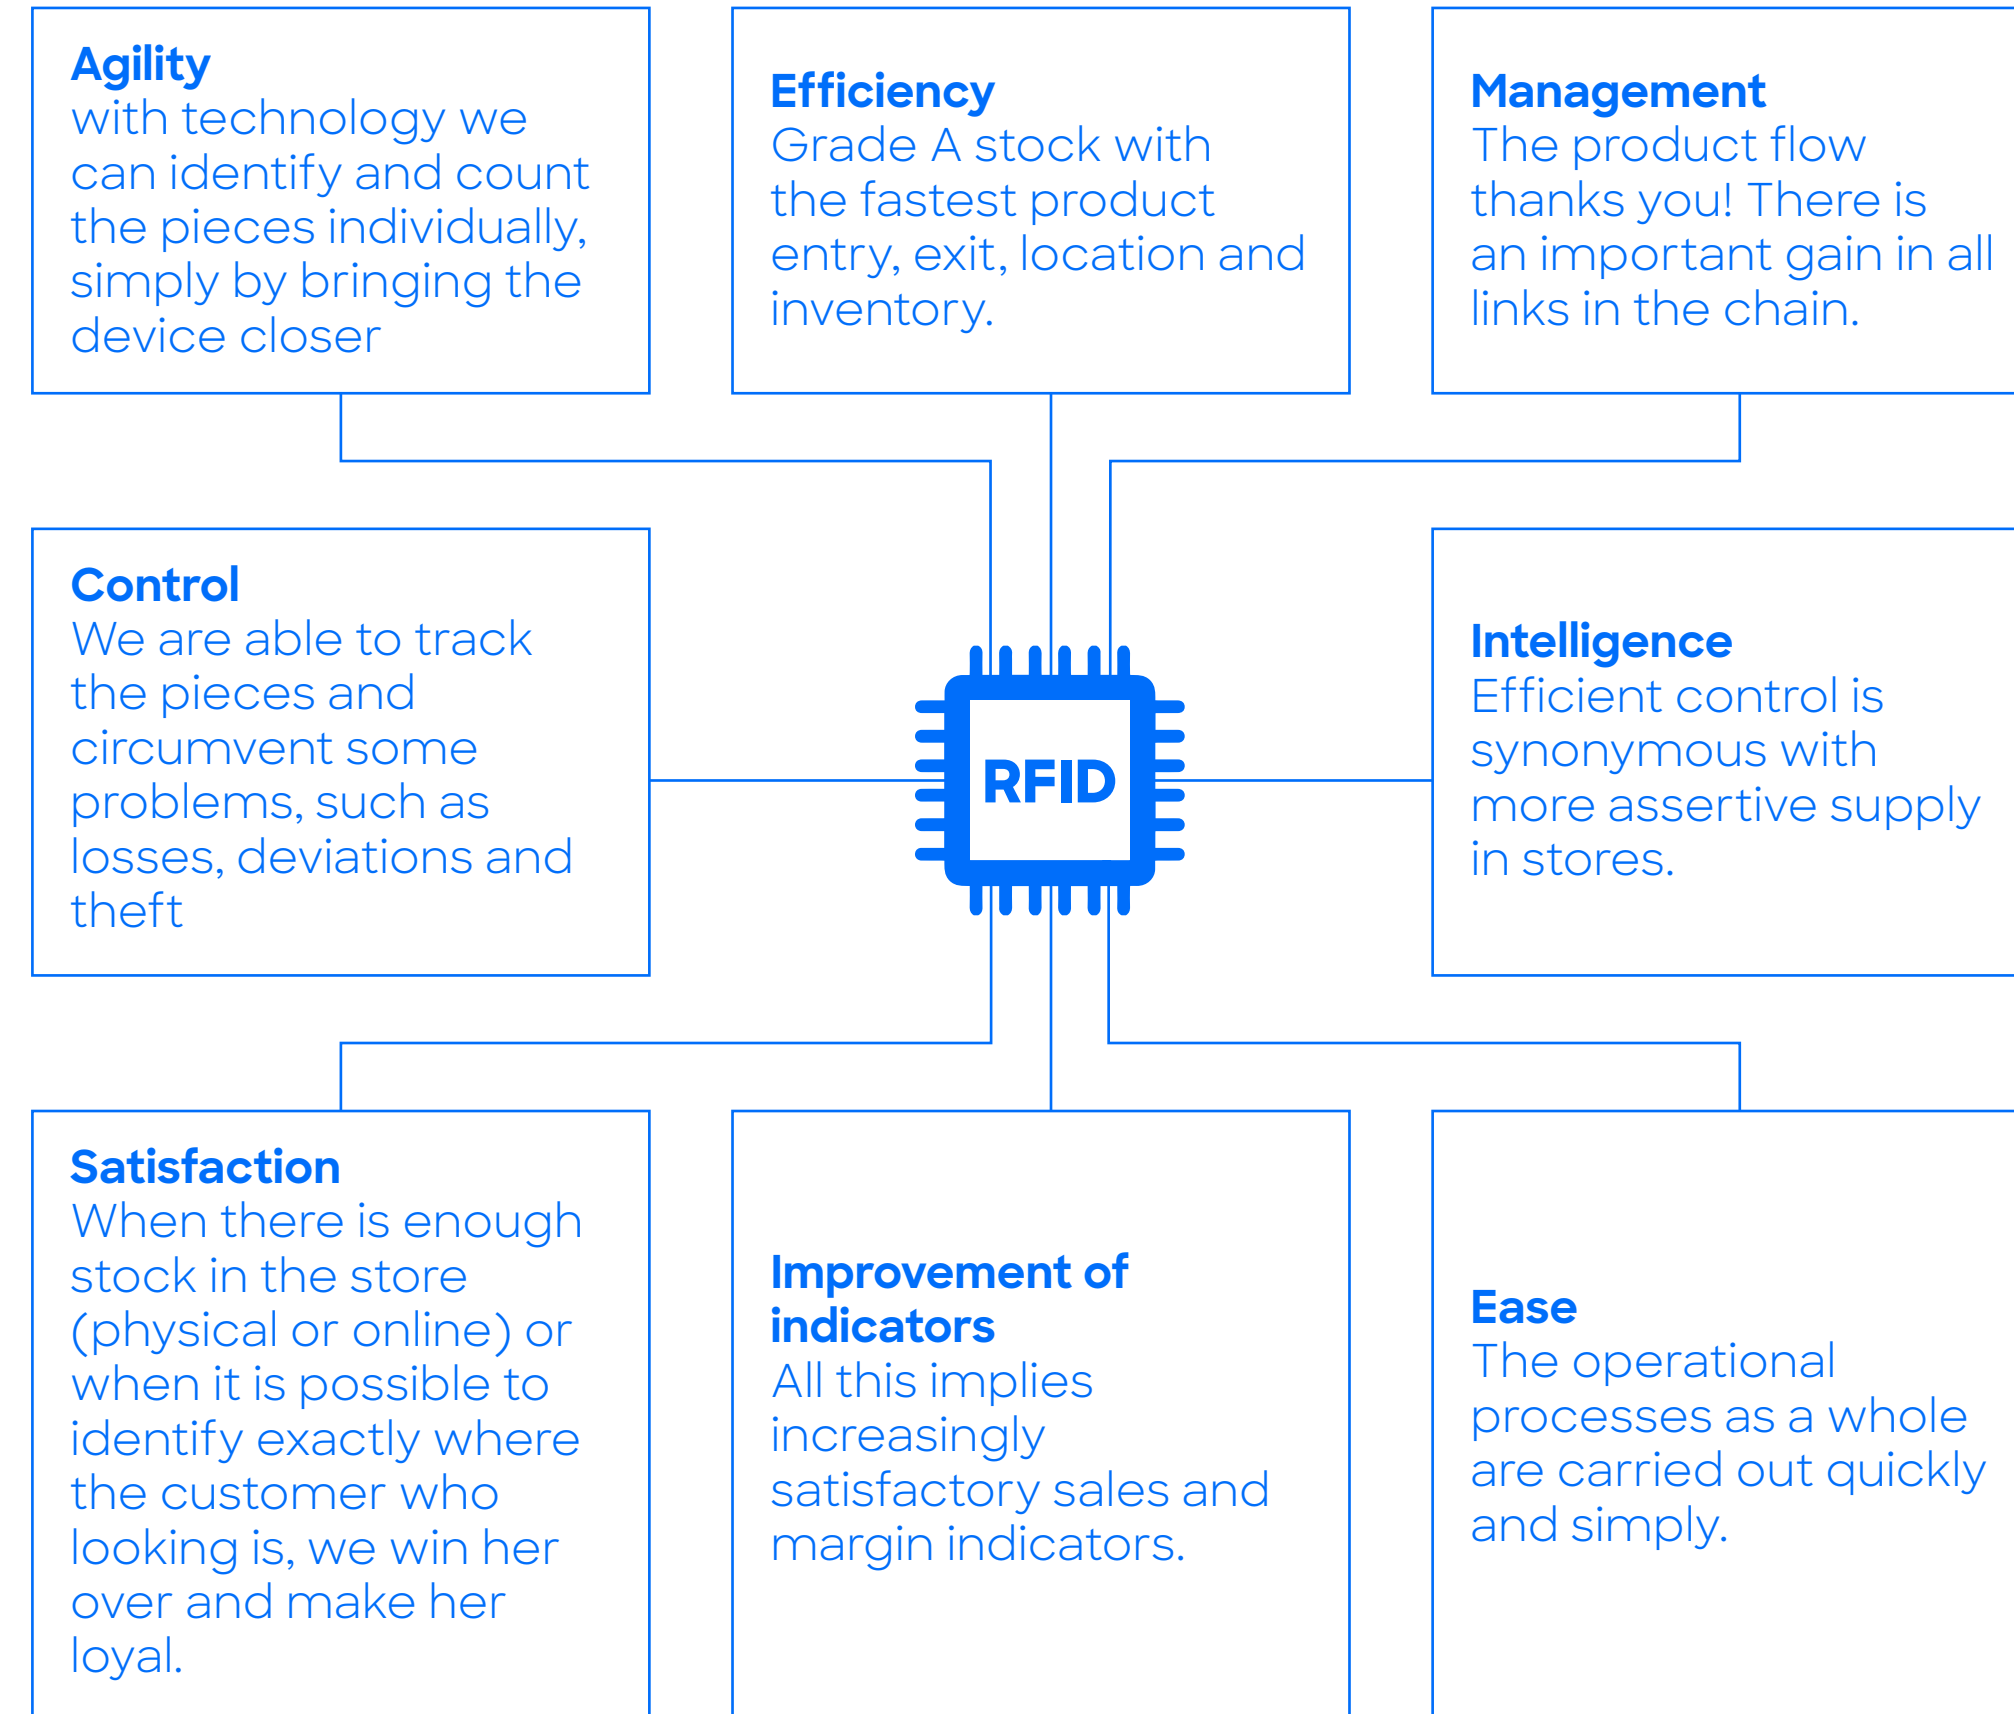 Agility
with technology we
can identify and count
the pieces individually,
simply by bringing the
device closer
Efficiency
Grade A stock with
the fastest product
entry, exit, location and
inventory.
Management
The product flow
thanks you! There is
an important gain in all
links in the chain.
Control
We are able to track
the pieces and
circumvent some
problems, such as
losses, deviations and
theft
RFID
Intelligence
Efficient control is
synonymous with
more assertive supply
in stores.
Satisfaction
When there is enough
stock in the store
(physical or online) or
when it is possible to
identify exactly where
the customer who
looking is, we win her
over and make her
loyal.
Improvement of
indicators
All this implies
increasingly
satisfactory sales and
margin indicators.
Ease
The operational
processes as a whole
are carried out quickly
and simply.